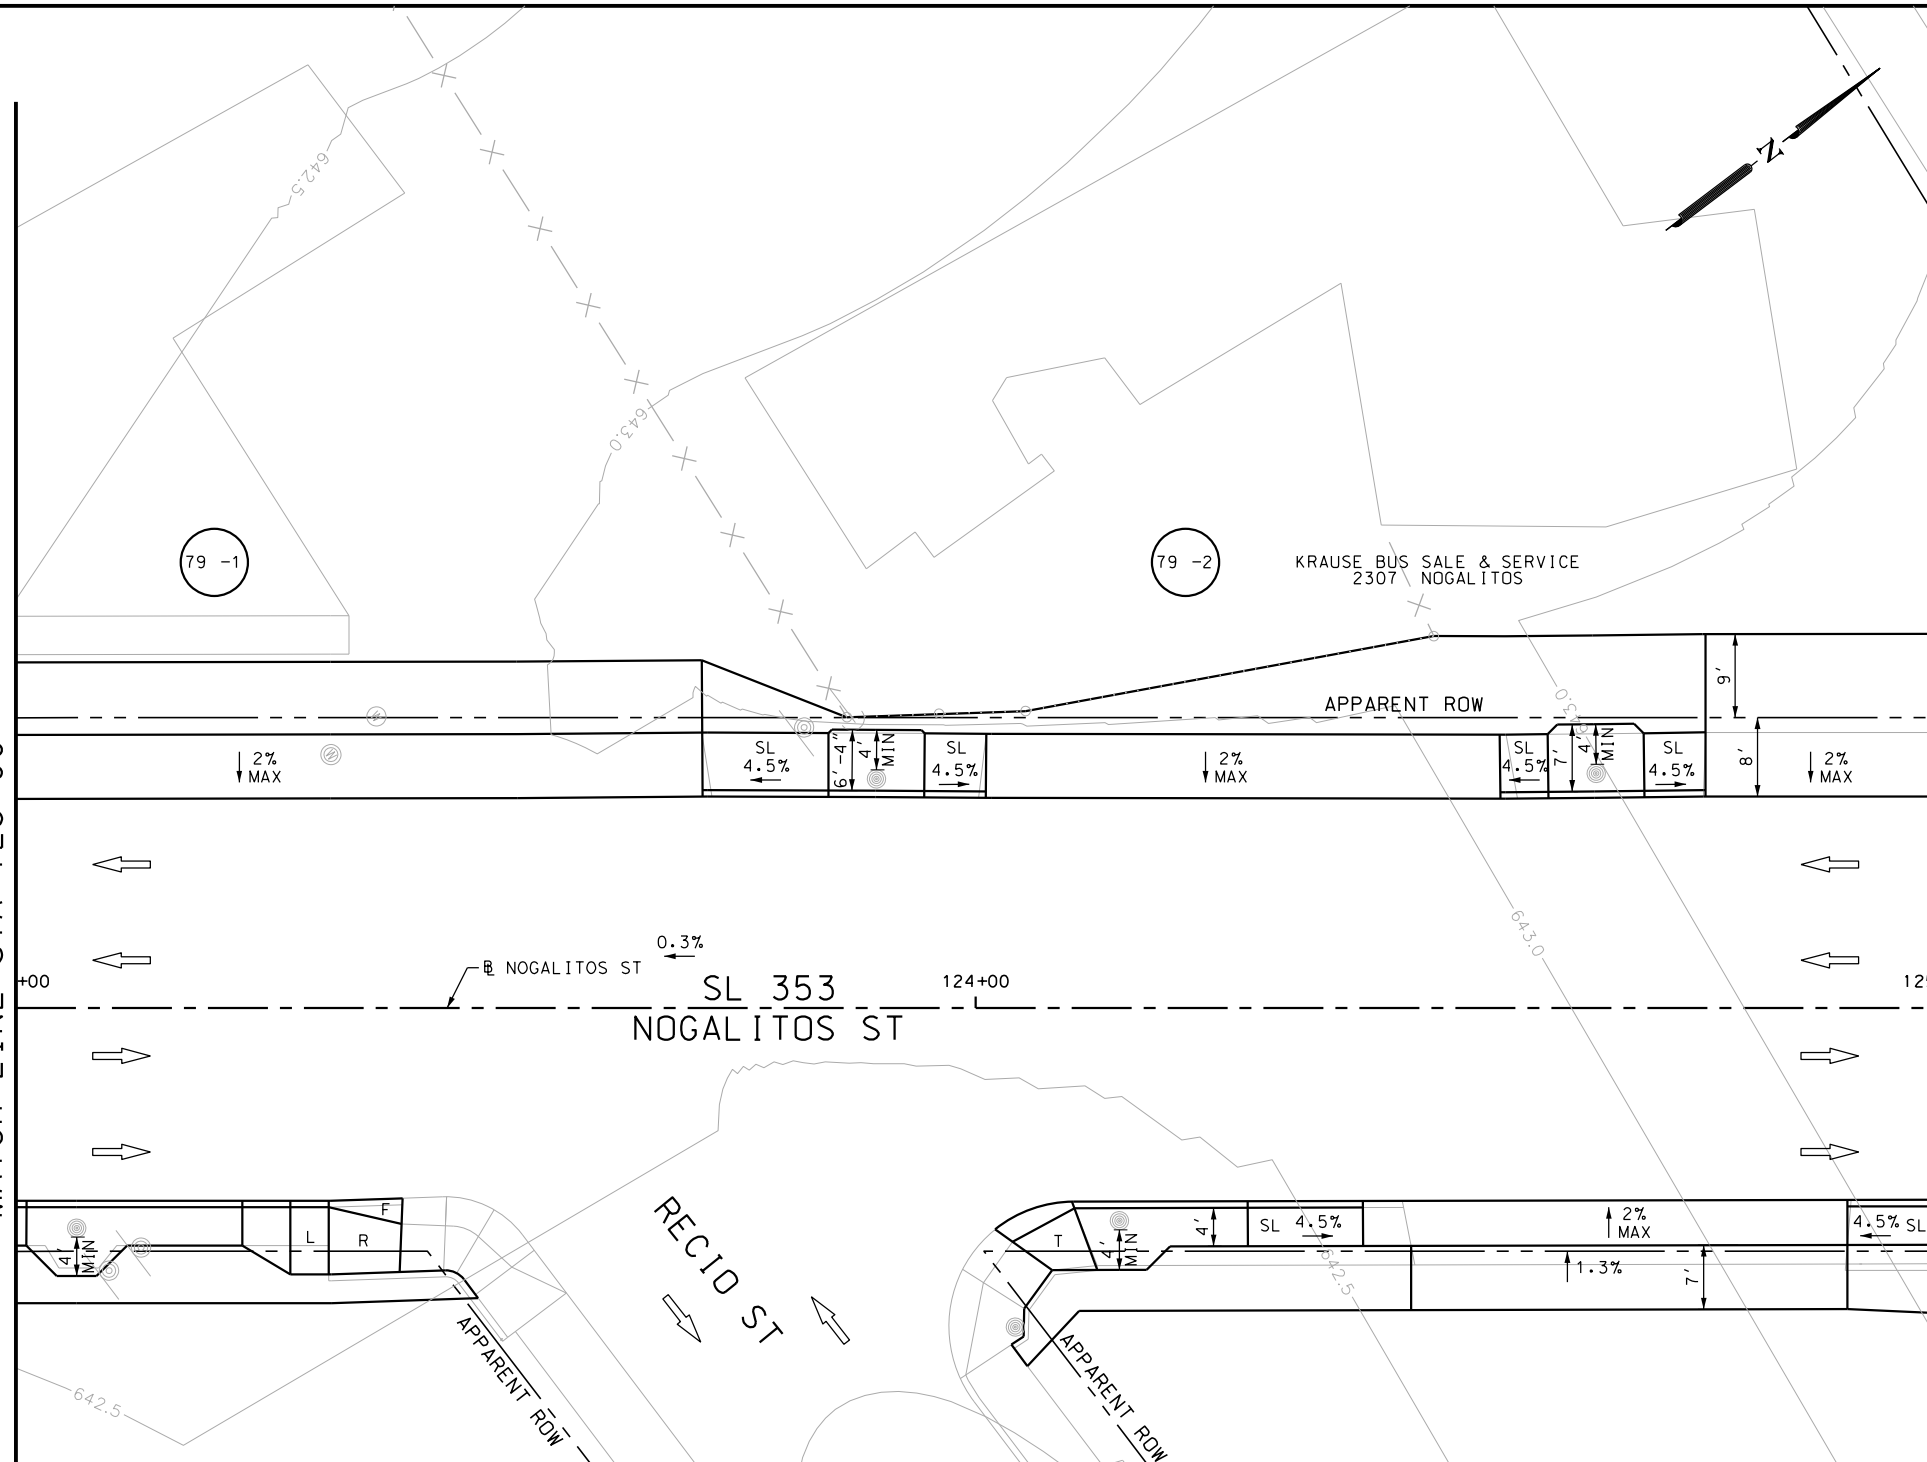 N
642.5
643.0
79 -1
79 -2
KRAUSE BUS SALE & SERVICE
2307 NOGALITOS
9'
APPARENT ROW
643.0
2%
MAX
SL
4.5%
6'-4"
4'
MIN
SL
4.5%
2%
MAX
SL
4.5%
7'
4'
MIN
SL
4.5%
8'
2%
MAX
643.0
0.3%
BL NOGALITOS ST
+00
SL 353
124+00
NOGALITOS ST
4'
MIN
L
R
F
RECIO ST
T
4'
MIN
4'
SL 4.5%
2%
MAX
1.3%
7'
4.5% SL
642.5
642.5
APPARENT ROW
APPARENT ROW